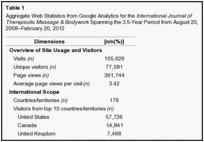 Table 1
Aggregate Web Statistics from Google Analytics for the International Journal of
Therapeutic Massage & Bodywork Spanning the 3.5-Year Period from August 20,
2008–February 20, 2012
Dimensions [n/n(%)]
Overview of Site Usage and Visitors
Visits (n) 105,829
Unique visitors (n) 77,581
Page views (n) 361,744
Average page views per visit (n) 3.42
International Scope
Countries/territories (n) 176
Visitors from top 10 countries/territories (n)
United States 57,726
Canada 14,841
United Kingdom 7,468